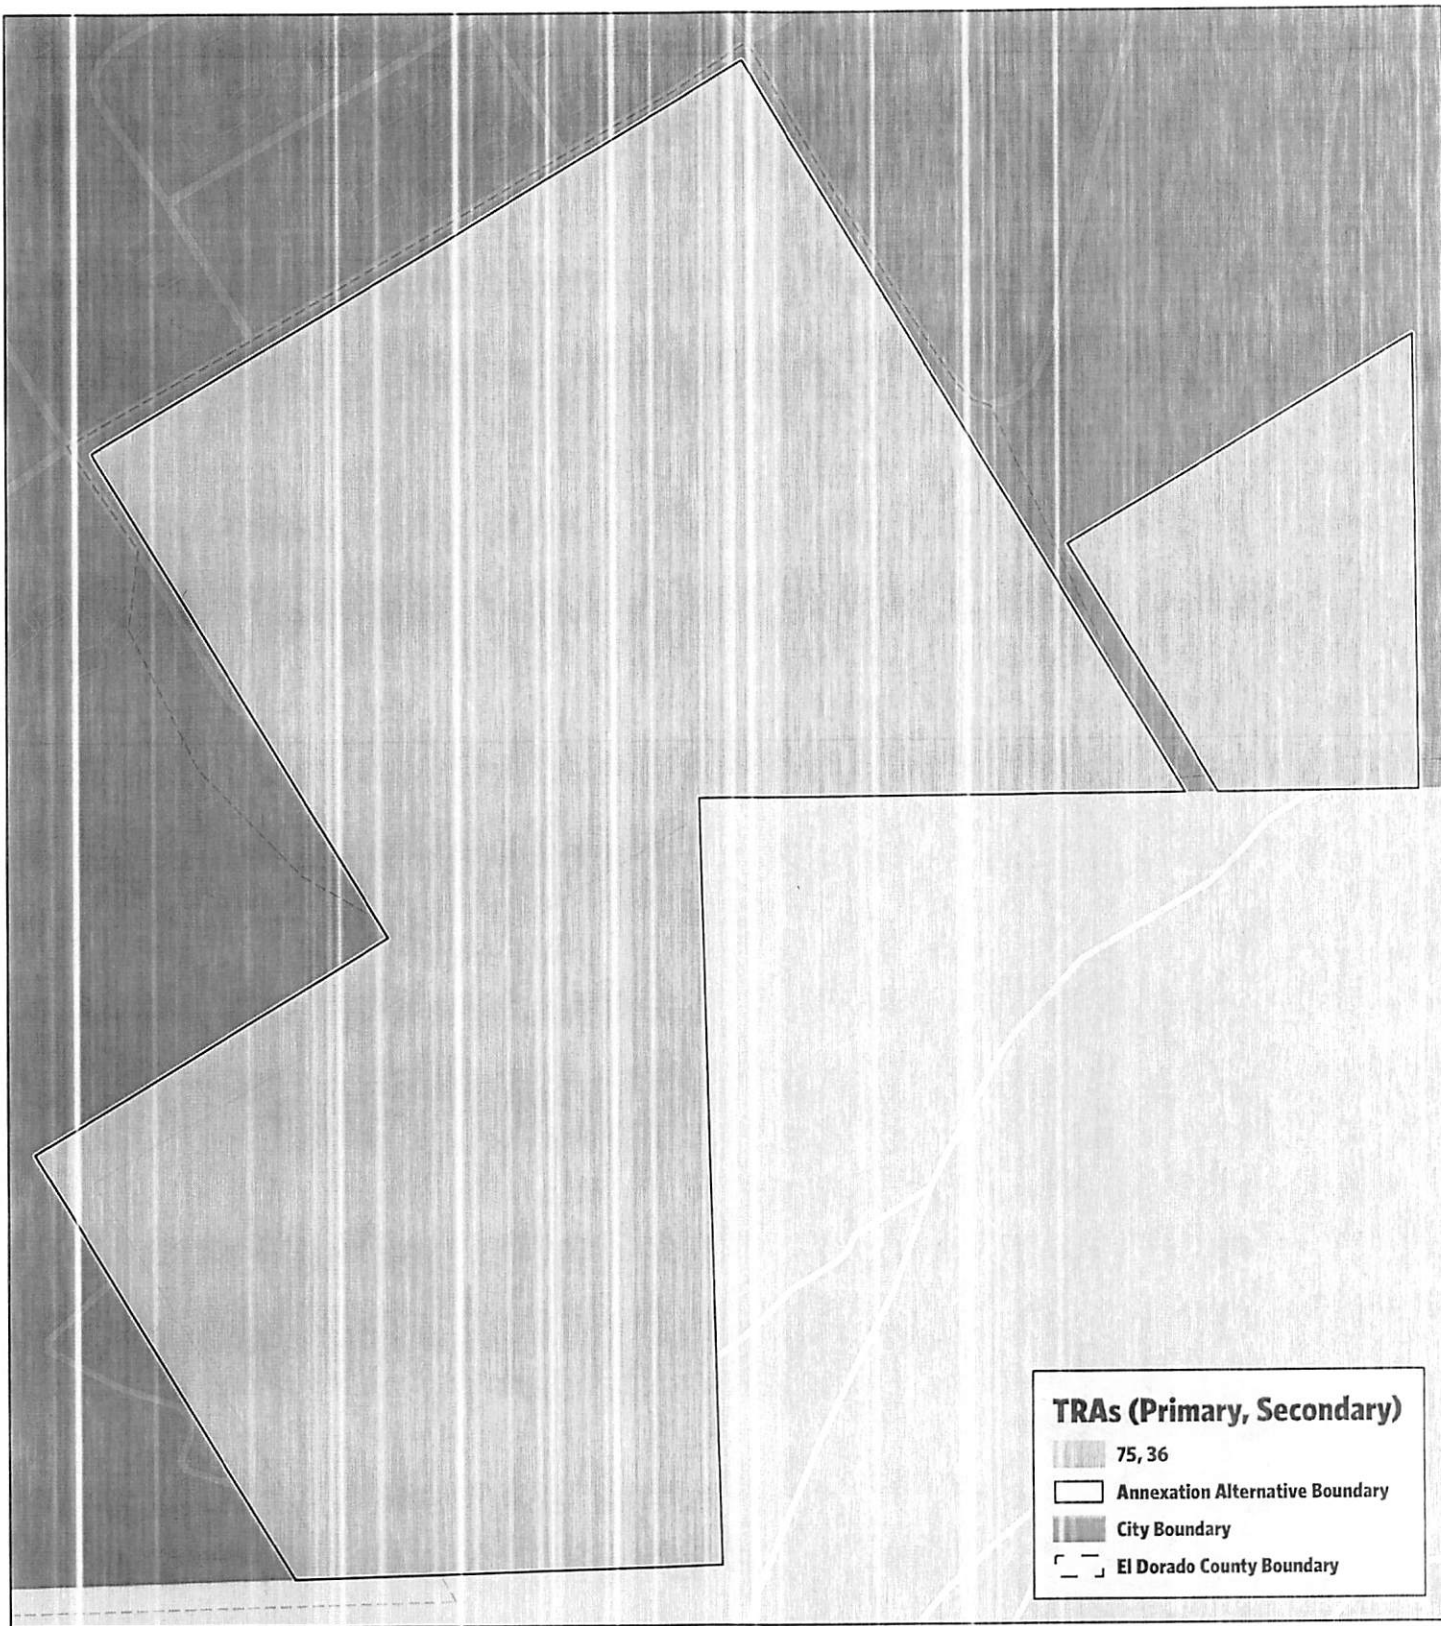 TRAs (Primary, Secondary)
75, 36
Annexation Alternative Boundary
City Boundary
El Dorado County Boundary